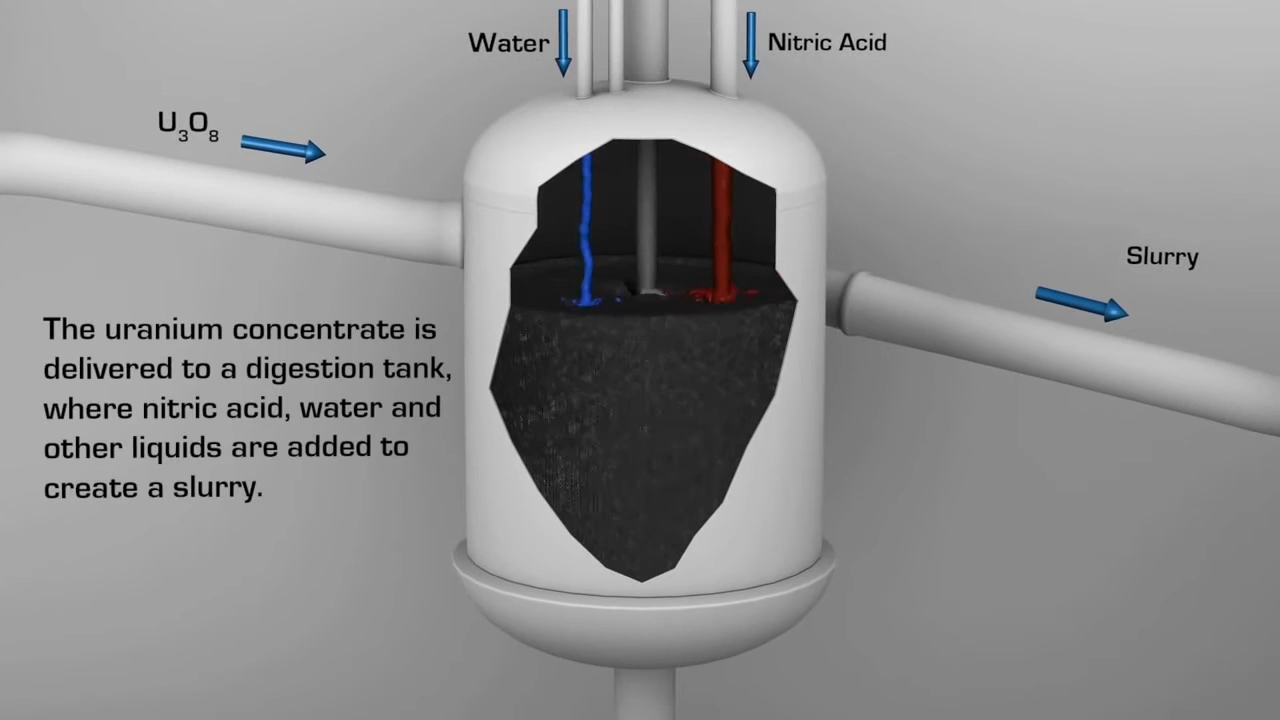 Water
Nitric Acid
U₃O₈
Slurry
The uranium concentrate is
delivered to a digestion tank,
where nitric acid, water and
other liquids are added to
create a slurry.